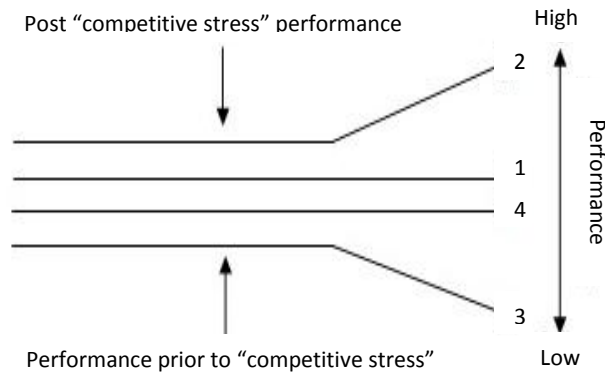 Post “competitive stress” performance
High
2
1
Performance
4
3
Performance prior to “competitive stress”
Low